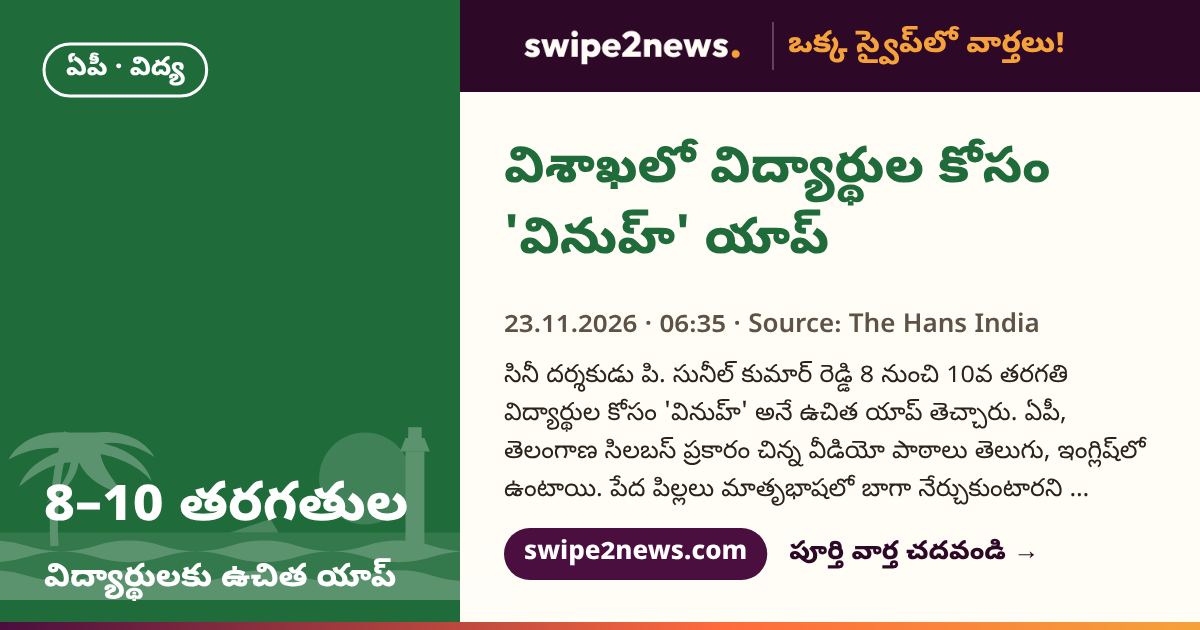 ఏపీ · విద్య
8–10 తరగతుల
విద్యార్థులకు ఉచిత యాప్
swipe2news.
ఒక్క స్వైప్‌లో వార్తలు!
విశాఖలో విద్యార్థుల కోసం
'వినుహ్' యాప్
23.11.2026 · 06:35 · Source: The Hans India
సినీ దర్శకుడు పి. సునీల్ కుమార్ రెడ్డి 8 నుంచి 10వ తరగతి
విద్యార్థుల కోసం 'వినుహ్' అనే ఉచిత యాప్ తెచ్చారు. ఏపీ,
తెలంగాణ సిలబస్ ప్రకారం చిన్న వీడియో పాఠాలు తెలుగు, ఇంగ్లిష్‌లో
ఉంటాయి. పేద పిల్లలు మాతృభాషలో బాగా నేర్చుకుంటారని ...
swipe2news.com
పూర్తి వార్త చదవండి →